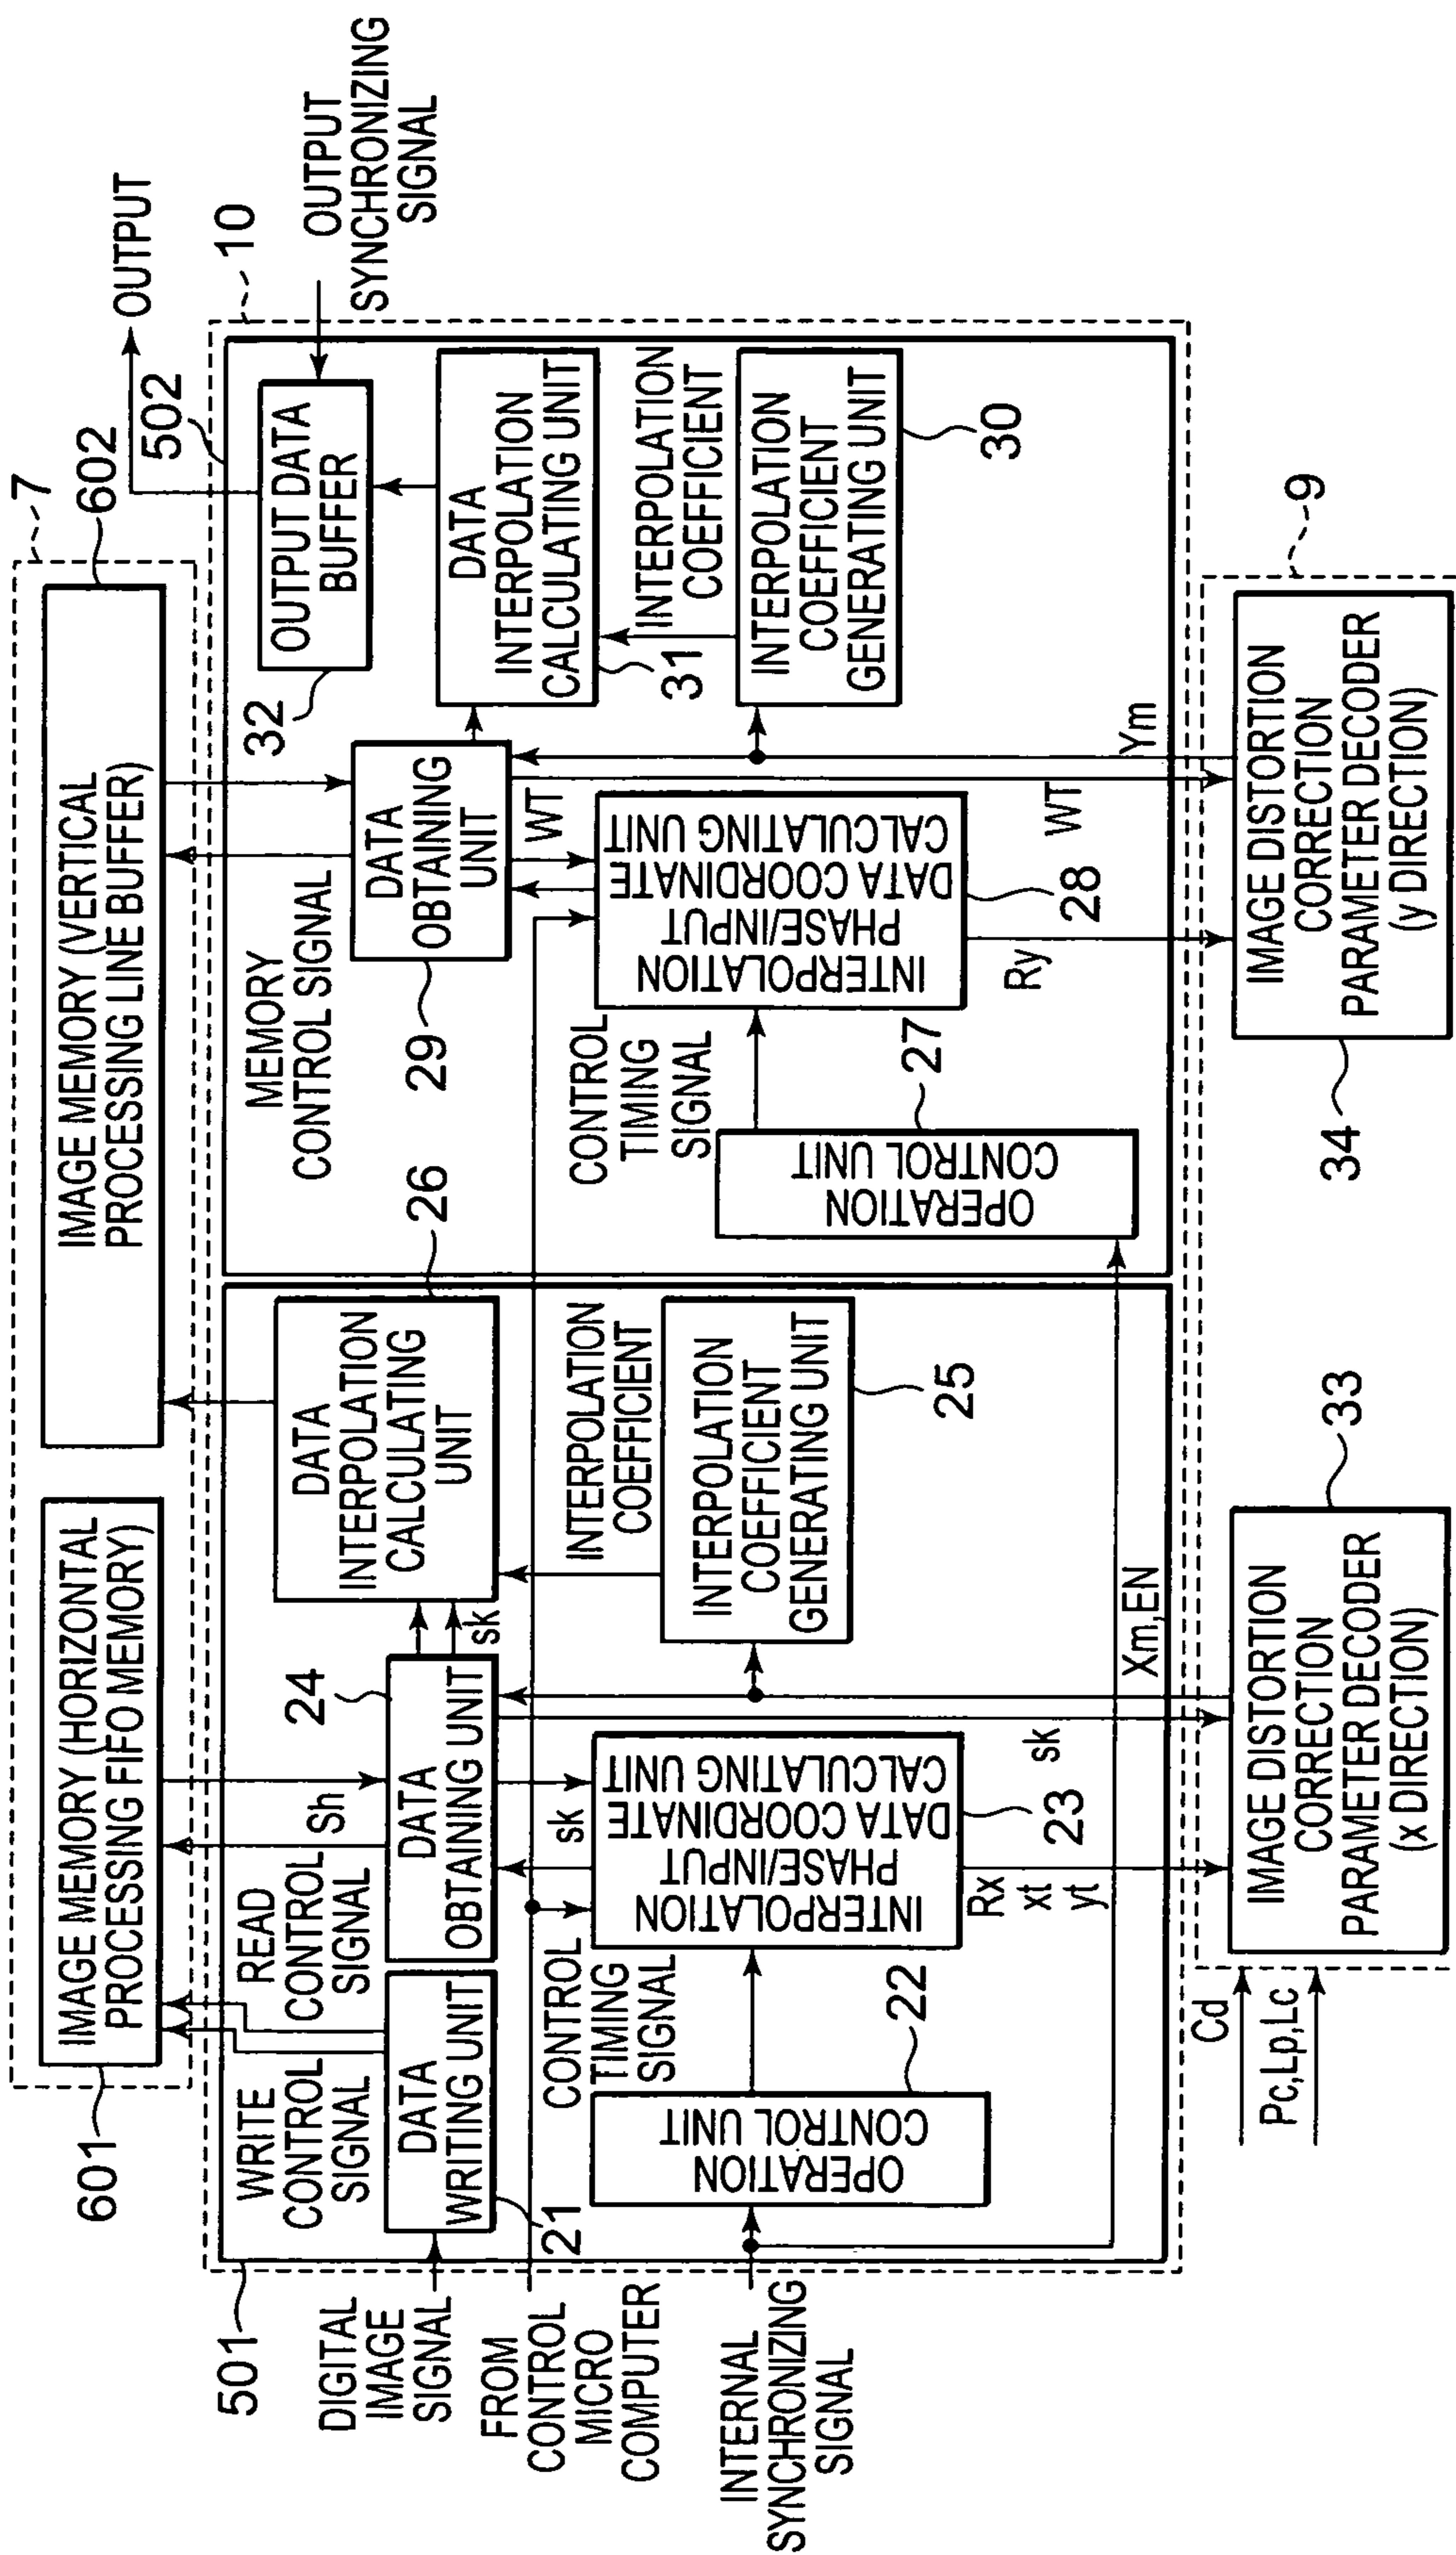 7
IMAGE MEMORY (HORIZONTAL
PROCESSING FIFO MEMORY)
601
IMAGE MEMORY (VERTICAL
PROCESSING LINE BUFFER)
602
OUTPUT
502
10
501
WRITE
CONTROL
SIGNAL
READ
CONTROL
SIGNAL
Sh
24
DATA
WRITING UNIT
21
DATA
OBTAINING UNIT
sk
DATA
INTERPOLATION
CALCULATING
UNIT
26
MEMORY
CONTROL SIGNAL
29
DATA
OBTAINING
UNIT
32
OUTPUT DATA
BUFFER
OUTPUT
SYNCHRONIZING
SIGNAL
DATA
INTERPOLATION
CALCULATING UNIT
31
DIGITAL
IMAGE
SIGNAL
FROM
CONTROL
MICRO
COMPUTER
INTERNAL
SYNCHRONIZING
SIGNAL
CONTROL
TIMING
SIGNAL
sk
INTERPOLATION
COEFFICIENT
OPERATION
CONTROL UNIT
22
INTERPOLATION
PHASE/INPUT
DATA COORDINATE
CALCULATING UNIT
23
INTERPOLATION
COEFFICIENT
GENERATING UNIT
25
CONTROL
TIMING
SIGNAL
WT
INTERPOLATION
COEFFICIENT
OPERATION
CONTROL UNIT
27
INTERPOLATION
PHASE/INPUT
DATA COORDINATE
CALCULATING UNIT
28
INTERPOLATION
COEFFICIENT
GENERATING UNIT
30
Rx
xt
yt
sk
Xm,EN
Ry
WT
Ym
Cd
Pc,Lp,Lc
IMAGE DISTORTION
CORRECTION
PARAMETER DECODER
(x DIRECTION)
33
IMAGE DISTORTION
CORRECTION
PARAMETER DECODER
(y DIRECTION)
34
9